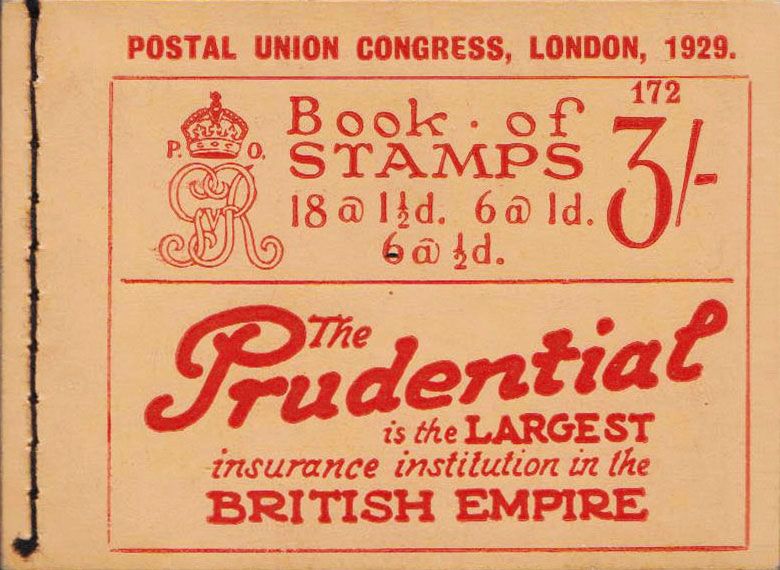 POSTAL UNION CONGRESS, LONDON, 1929.
172
P. O.
GR
Book · of
STAMPS
3/-
18 @ 1½d. 6 @ 1d.
6 @ ½d.
The
Prudential
is the LARGEST
insurance institution in the
BRITISH EMPIRE